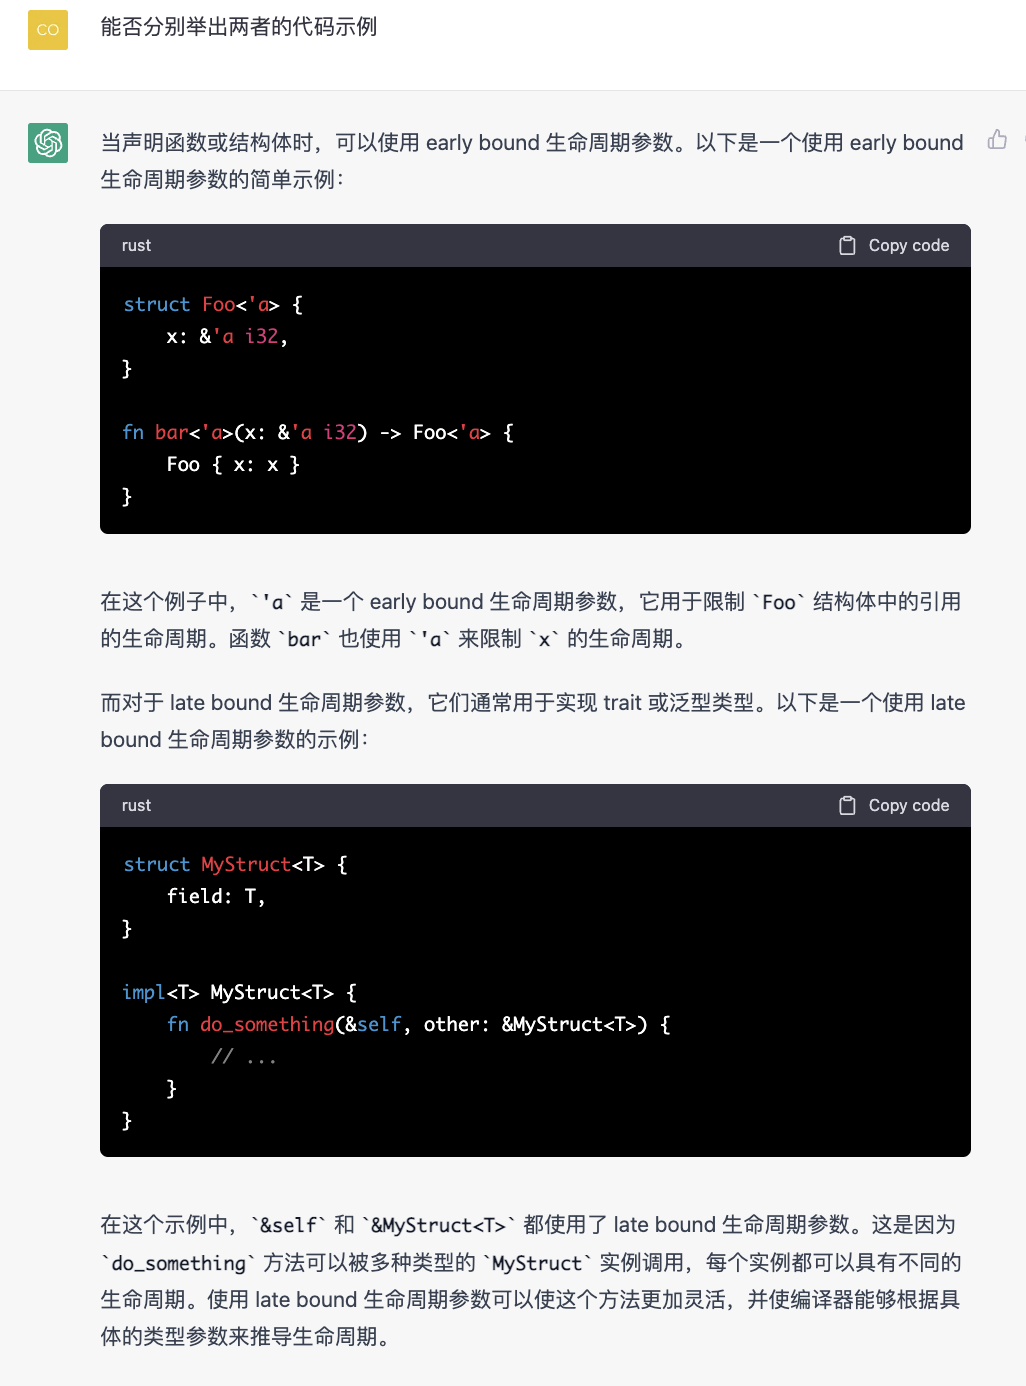 CO
能否分别举出两者的代码示例
当声明函数或结构体时，可以使用 early bound 生命周期参数。以下是一个使用 early bound
生命周期参数的简单示例：
rust
Copy code
struct Foo<'a> {
    x: &'a i32,
}
fn bar<'a>(x: &'a i32) -> Foo<'a> {
    Foo { x: x }
}
在这个例子中，`'a` 是一个 early bound 生命周期参数，它用于限制 `Foo` 结构体中的引用
的生命周期。函数 `bar` 也使用 `'a` 来限制 `x` 的生命周期。
而对于 late bound 生命周期参数，它们通常用于实现 trait 或泛型类型。以下是一个使用 late
bound 生命周期参数的示例：
rust
Copy code
struct MyStruct<T> {
    field: T,
}
impl<T> MyStruct<T> {
    fn do_something(&self, other: &MyStruct<T>) {
        // ...
    }
}
在这个示例中，`&self` 和 `&MyStruct<T>` 都使用了 late bound 生命周期参数。这是因为
`do_something` 方法可以被多种类型的 `MyStruct` 实例调用，每个实例都可以具有不同的
生命周期。使用 late bound 生命周期参数可以使这个方法更加灵活，并使编译器能够根据具
体的类型参数来推导生命周期。